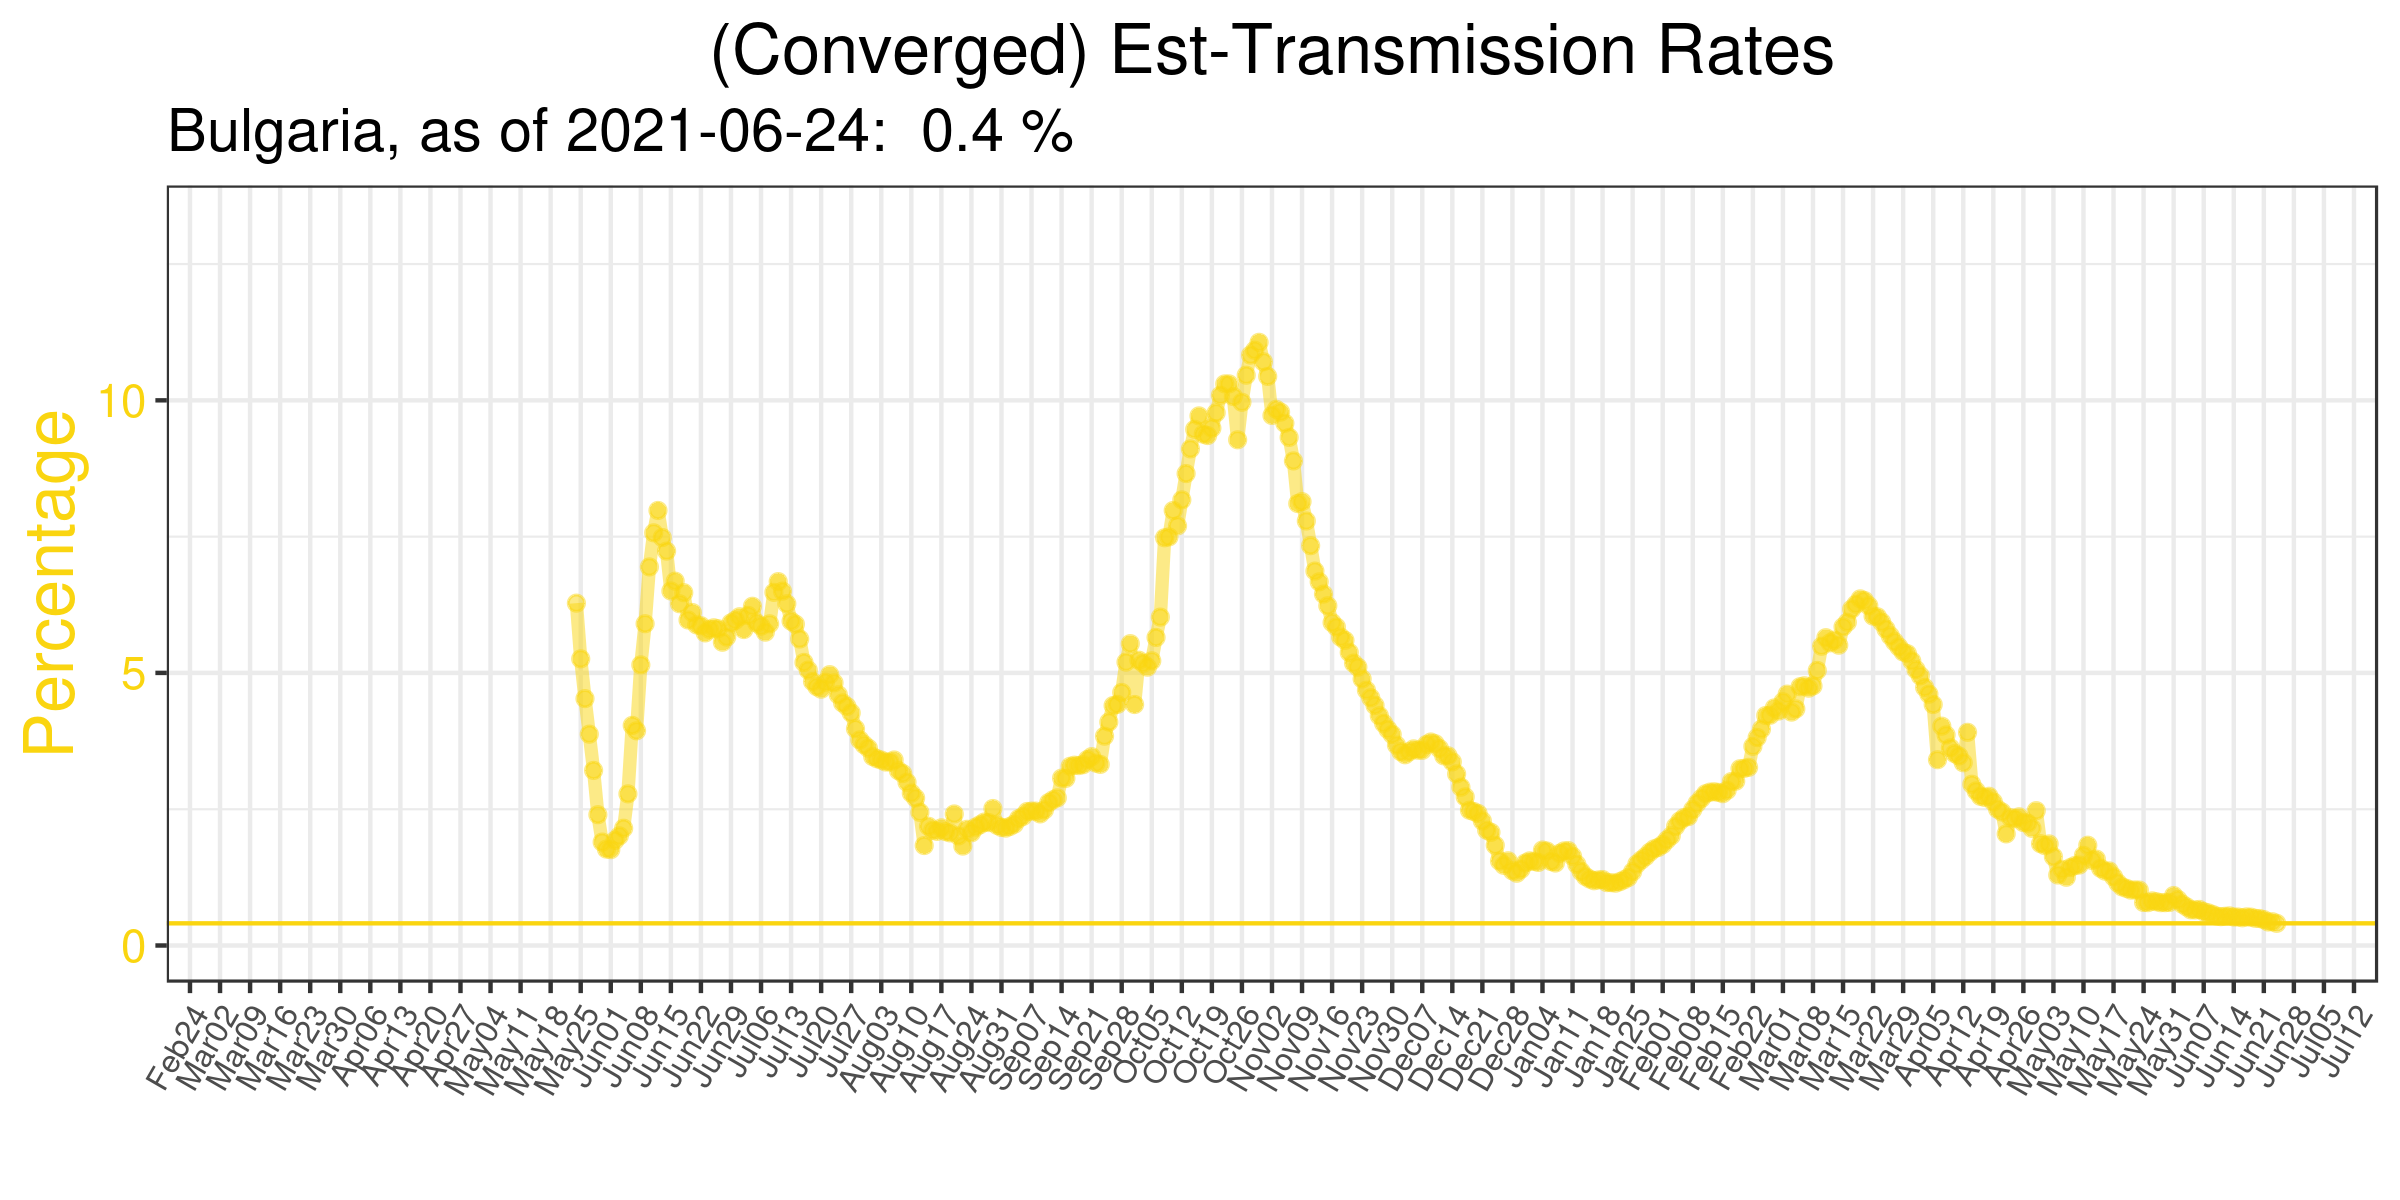 (Converged) Est-Transmission Rates
Bulgaria, as of 2021-06-24:  0.4 %
Percentage
10
5
0
Feb24
Mar02
Mar09
Mar16
Mar23
Mar30
Apr06
Apr13
Apr20
Apr27
May04
May11
May18
May25
Jun01
Jun08
Jun15
Jun22
Jun29
Jul06
Jul13
Jul20
Jul27
Aug03
Aug10
Aug17
Aug24
Aug31
Sep07
Sep14
Sep21
Sep28
Oct05
Oct12
Oct19
Oct26
Nov02
Nov09
Nov16
Nov23
Nov30
Dec07
Dec14
Dec21
Dec28
Jan04
Jan11
Jan18
Jan25
Feb01
Feb08
Feb15
Feb22
Mar01
Mar08
Mar15
Mar22
Mar29
Apr05
Apr12
Apr19
Apr26
May03
May10
May17
May24
May31
Jun07
Jun14
Jun21
Jun28
Jul05
Jul12